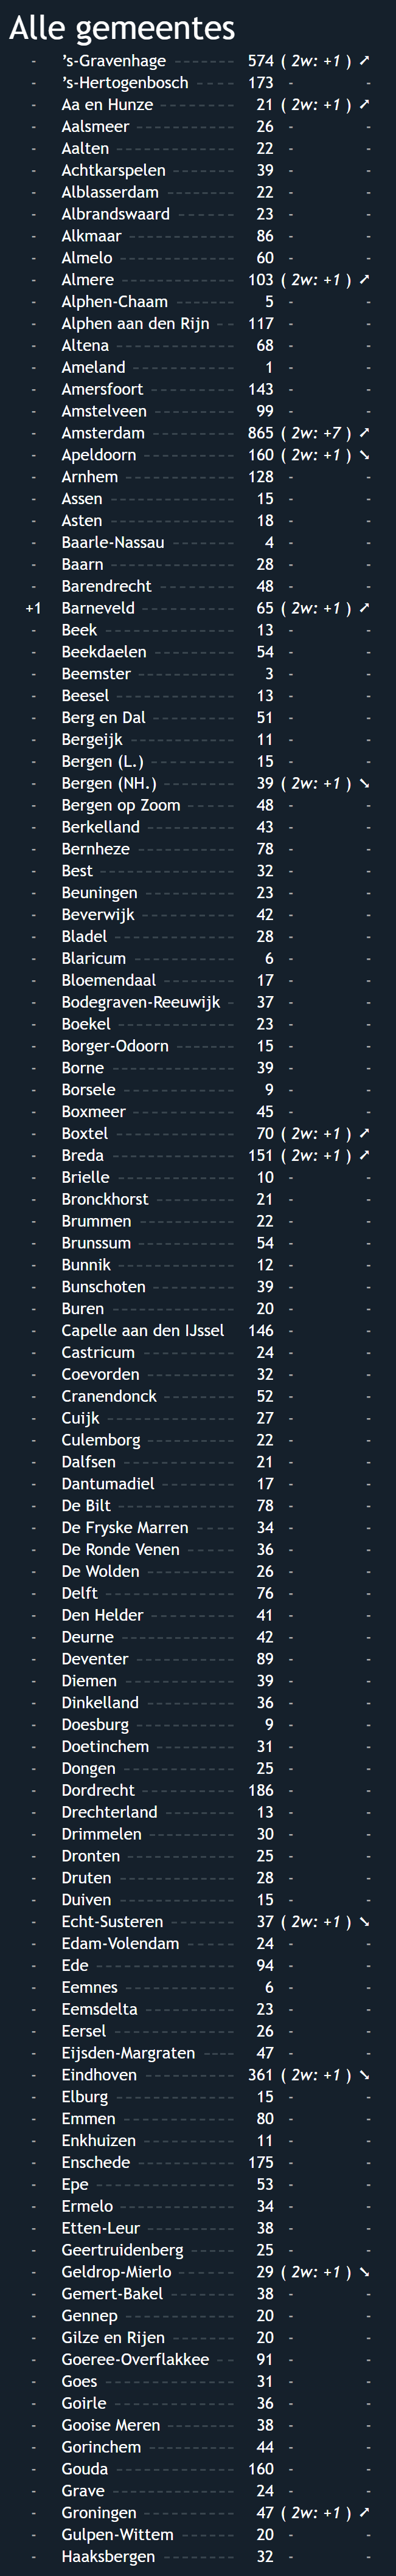 Alle gemeentes
- ’s-Gravenhage ------- 574 ( 2w: +1 ) ➚
- ’s-Hertogenbosch ---- 173 - -
- Aa en Hunze -------- 21 ( 2w: +1 ) ➚
- Aalsmeer ---------- 26 - -
- Aalten ------------ 22 - -
- Achtkarspelen ------- 39 - -
- Alblasserdam -------- 22 - -
- Albrandswaard ------- 23 - -
- Alkmaar ----------- 86 - -
- Almelo ------------ 60 - -
- Almere ------------ 103 ( 2w: +1 ) ➚
- Alphen-Chaam ------ 5 - -
- Alphen aan den Rijn -- 117 - -
- Altena ------------ 68 - -
- Ameland ----------- 1 - -
- Amersfoort --------- 143 - -
- Amstelveen --------- 99 - -
- Amsterdam --------- 865 ( 2w: +7 ) ➚
- Apeldoorn ---------- 160 ( 2w: +1 ) ➘
- Arnhem ----------- 128 - -
- Assen ------------- 15 - -
- Asten ------------- 18 - -
- Baarle-Nassau ------- 4 - -
- Baarn ------------- 28 - -
- Barendrecht -------- 48 - -
+1 Barneveld ---------- 65 ( 2w: +1 ) ➚
- Beek ------------- 13 - -
- Beekdaelen --------- 54 - -
- Beemster ---------- 3 - -
- Beesel ------------ 13 - -
- Berg en Dal --------- 51 - -
- Bergeijk ----------- 11 - -
- Bergen (L.) --------- 15 - -
- Bergen (NH.) -------- 39 ( 2w: +1 ) ➘
- Bergen op Zoom ----- 48 - -
- Berkelland ---------- 43 - -
- Bernheze ---------- 78 - -
- Best -------------- 32 - -
- Beuningen --------- 23 - -
- Beverwijk ---------- 42 - -
- Bladel ------------ 28 - -
- Blaricum ----------- 6 - -
- Bloemendaal ------- 17 - -
- Bodegraven-Reeuwijk - 37 - -
- Boekel ------------ 23 - -
- Borger-Odoorn ------ 15 - -
- Borne ------------- 39 - -
- Borsele ------------ 9 - -
- Boxmeer ----------- 45 - -
- Boxtel ------------ 70 ( 2w: +1 ) ➚
- Breda ------------- 151 ( 2w: +1 ) ➚
- Brielle ------------ 10 - -
- Bronckhorst --------- 21 - -
- Brummen ---------- 22 - -
- Brunssum ---------- 54 - -
- Bunnik ------------ 12 - -
- Bunschoten --------- 39 - -
- Buren ------------- 20 - -
- Capelle aan den IJssel 146 - -
- Castricum ---------- 24 - -
- Coevorden ---------- 32 - -
- Cranendonck -------- 52 - -
- Cuijk ------------- 27 - -
- Culemborg ---------- 22 - -
- Dalfsen ------------ 21 - -
- Dantumadiel -------- 17 - -
- De Bilt ------------ 78 - -
- De Fryske Marren ---- 34 - -
- De Ronde Venen ----- 36 - -
- De Wolden --------- 26 - -
- Delft ------------- 76 - -
- Den Helder --------- 41 - -
- Deurne ------------ 42 - -
- Deventer ----------- 89 - -
- Diemen ----------- 39 - -
- Dinkelland --------- 36 - -
- Doesburg ---------- 9 - -
- Doetinchem -------- 31 - -
- Dongen ------------ 25 - -
- Dordrecht ---------- 186 - -
- Drechterland ------- 13 - -
- Drimmelen --------- 30 - -
- Dronten ----------- 25 - -
- Druten ------------ 28 - -
- Duiven ------------ 15 - -
- Echt-Susteren ------- 37 ( 2w: +1 ) ➘
- Edam-Volendam ----- 24 - -
- Ede -------------- 94 - -
- Eemnes ----------- 6 - -
- Eemsdelta ---------- 23 - -
- Eersel ------------ 26 - -
- Eijsden-Margraten ---- 47 - -
- Eindhoven ---------- 361 ( 2w: +1 ) ➘
- Elburg ------------ 15 - -
- Emmen ------------ 80 - -
- Enkhuizen ---------- 11 - -
- Enschede ----------- 175 - -
- Epe -------------- 53 - -
- Ermelo ------------ 34 - -
- Etten-Leur ---------- 38 - -
- Geertruidenberg ----- 25 - -
- Geldrop-Mierlo ------ 29 ( 2w: +1 ) ➘
- Gemert-Bakel ------- 38 - -
- Gennep ----------- 20 - -
- Gilze en Rijen ------- 20 - -
- Goeree-Overflakkee -- 91 - -
- Goes ------------- 31 - -
- Goirle ------------ 36 - -
- Gooise Meren ------- 38 - -
- Gorinchem --------- 44 - -
- Gouda ------------ 160 - -
- Grave ------------ 24 - -
- Groningen ---------- 47 ( 2w: +1 ) ➚
- Gulpen-Wittem ------ 20 - -
- Haaksbergen -------- 32 - -